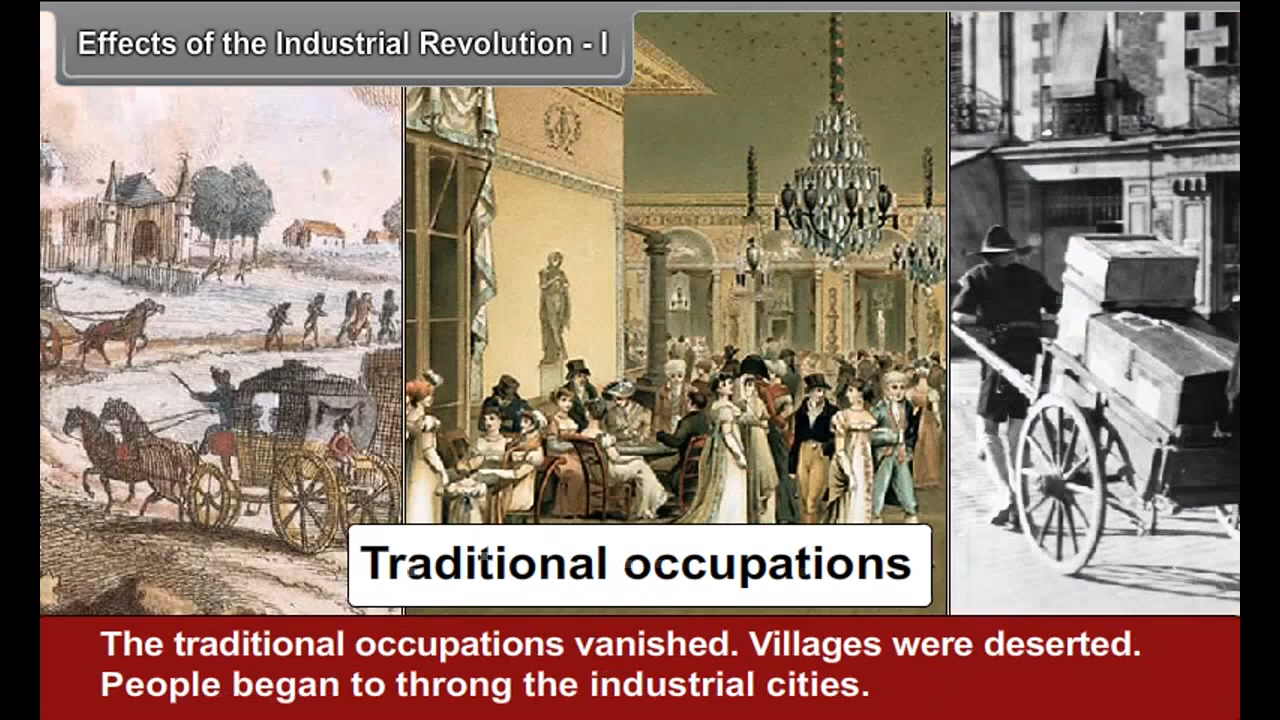 Effects of the Industrial Revolution - I
Traditional occupations
The traditional occupations vanished. Villages were deserted.
People began to throng the industrial cities.